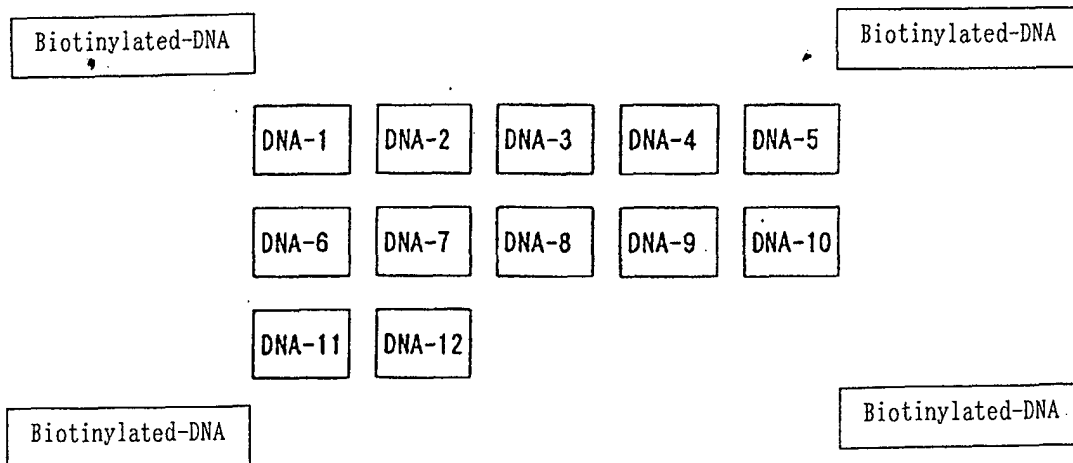 Biotinylated-DNA Biotinylated-DNA
DNA-1 DNA-2 DNA-3 DNA-4 DNA-5
DNA-6 DNA-7 DNA-8 DNA-9 DNA-10
DNA-11 DNA-12
Biotinylated-DNA Biotinylated-DNA